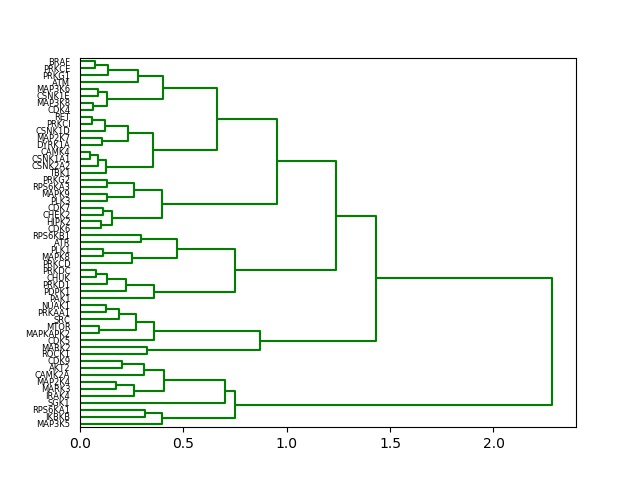 BRAF
PRKCE
PRKG1
ATM
MAP3K6
CSNK1E
MAP3K8
CDK4
RET
PRKCI
CSNK1D
MAP2K7
DYRK1A
CAMK4
CSNK1A1
CSNK2A2
TBK1
PRKG2
RPS6KA3
MAPK9
PLK3
CDK7
CHEK2
HIPK2
CDK6
RPS6KB1
ATR
PLK1
MAPK8
PRKCD
PRKDC
CHUK
PRKD1
PDPK1
PAK1
NUAK1
PRKAA1
SRC
MTOR
MAPKAPK2
CDK5
MARK2
ROCK1
CDK9
AKT2
CAMK2A
MAP2K4
MARK3
IRAK4
SGK1
RPS6KA1
IKBKB
MAP3K5
0.0 0.5 1.0 1.5 2.0